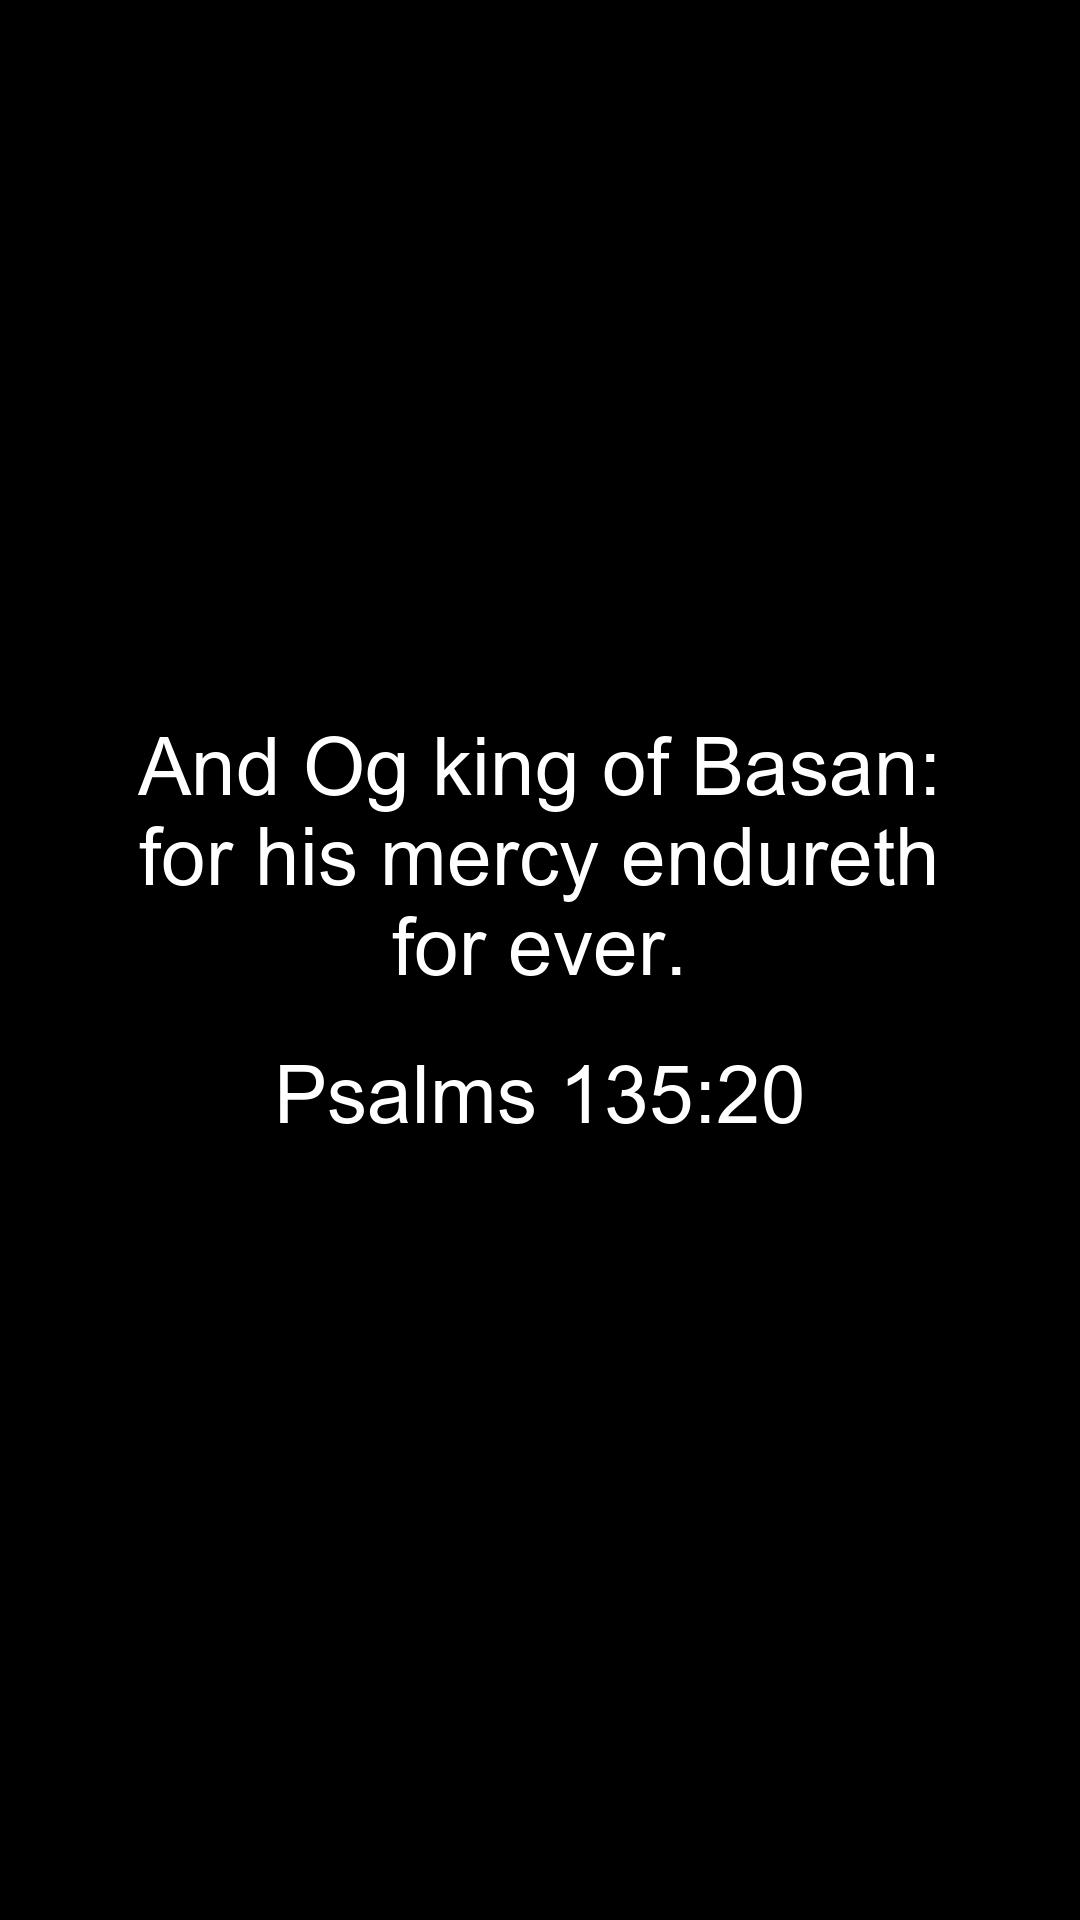 And Og king of Basan:
for his mercy endureth
for ever.
Psalms 135:20